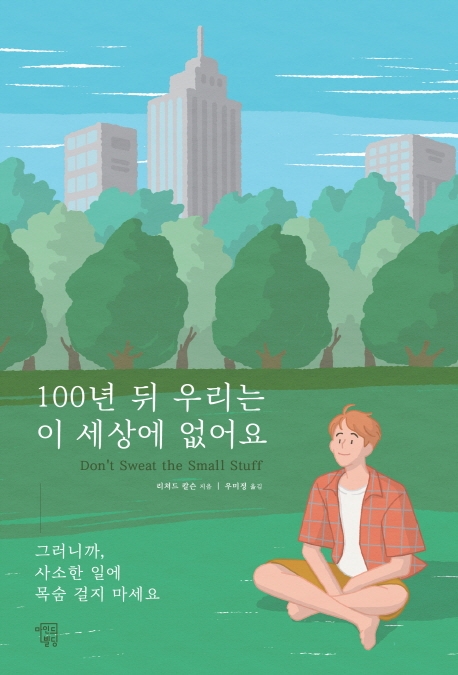 100년 뒤 우리는
이 세상에 없어요
Don't Sweat the Small Stuff
리처드 칼슨 지음 | 우미정 옮김
그러니까,
사소한 일에
목숨 걸지 마세요
마인드
빌딩